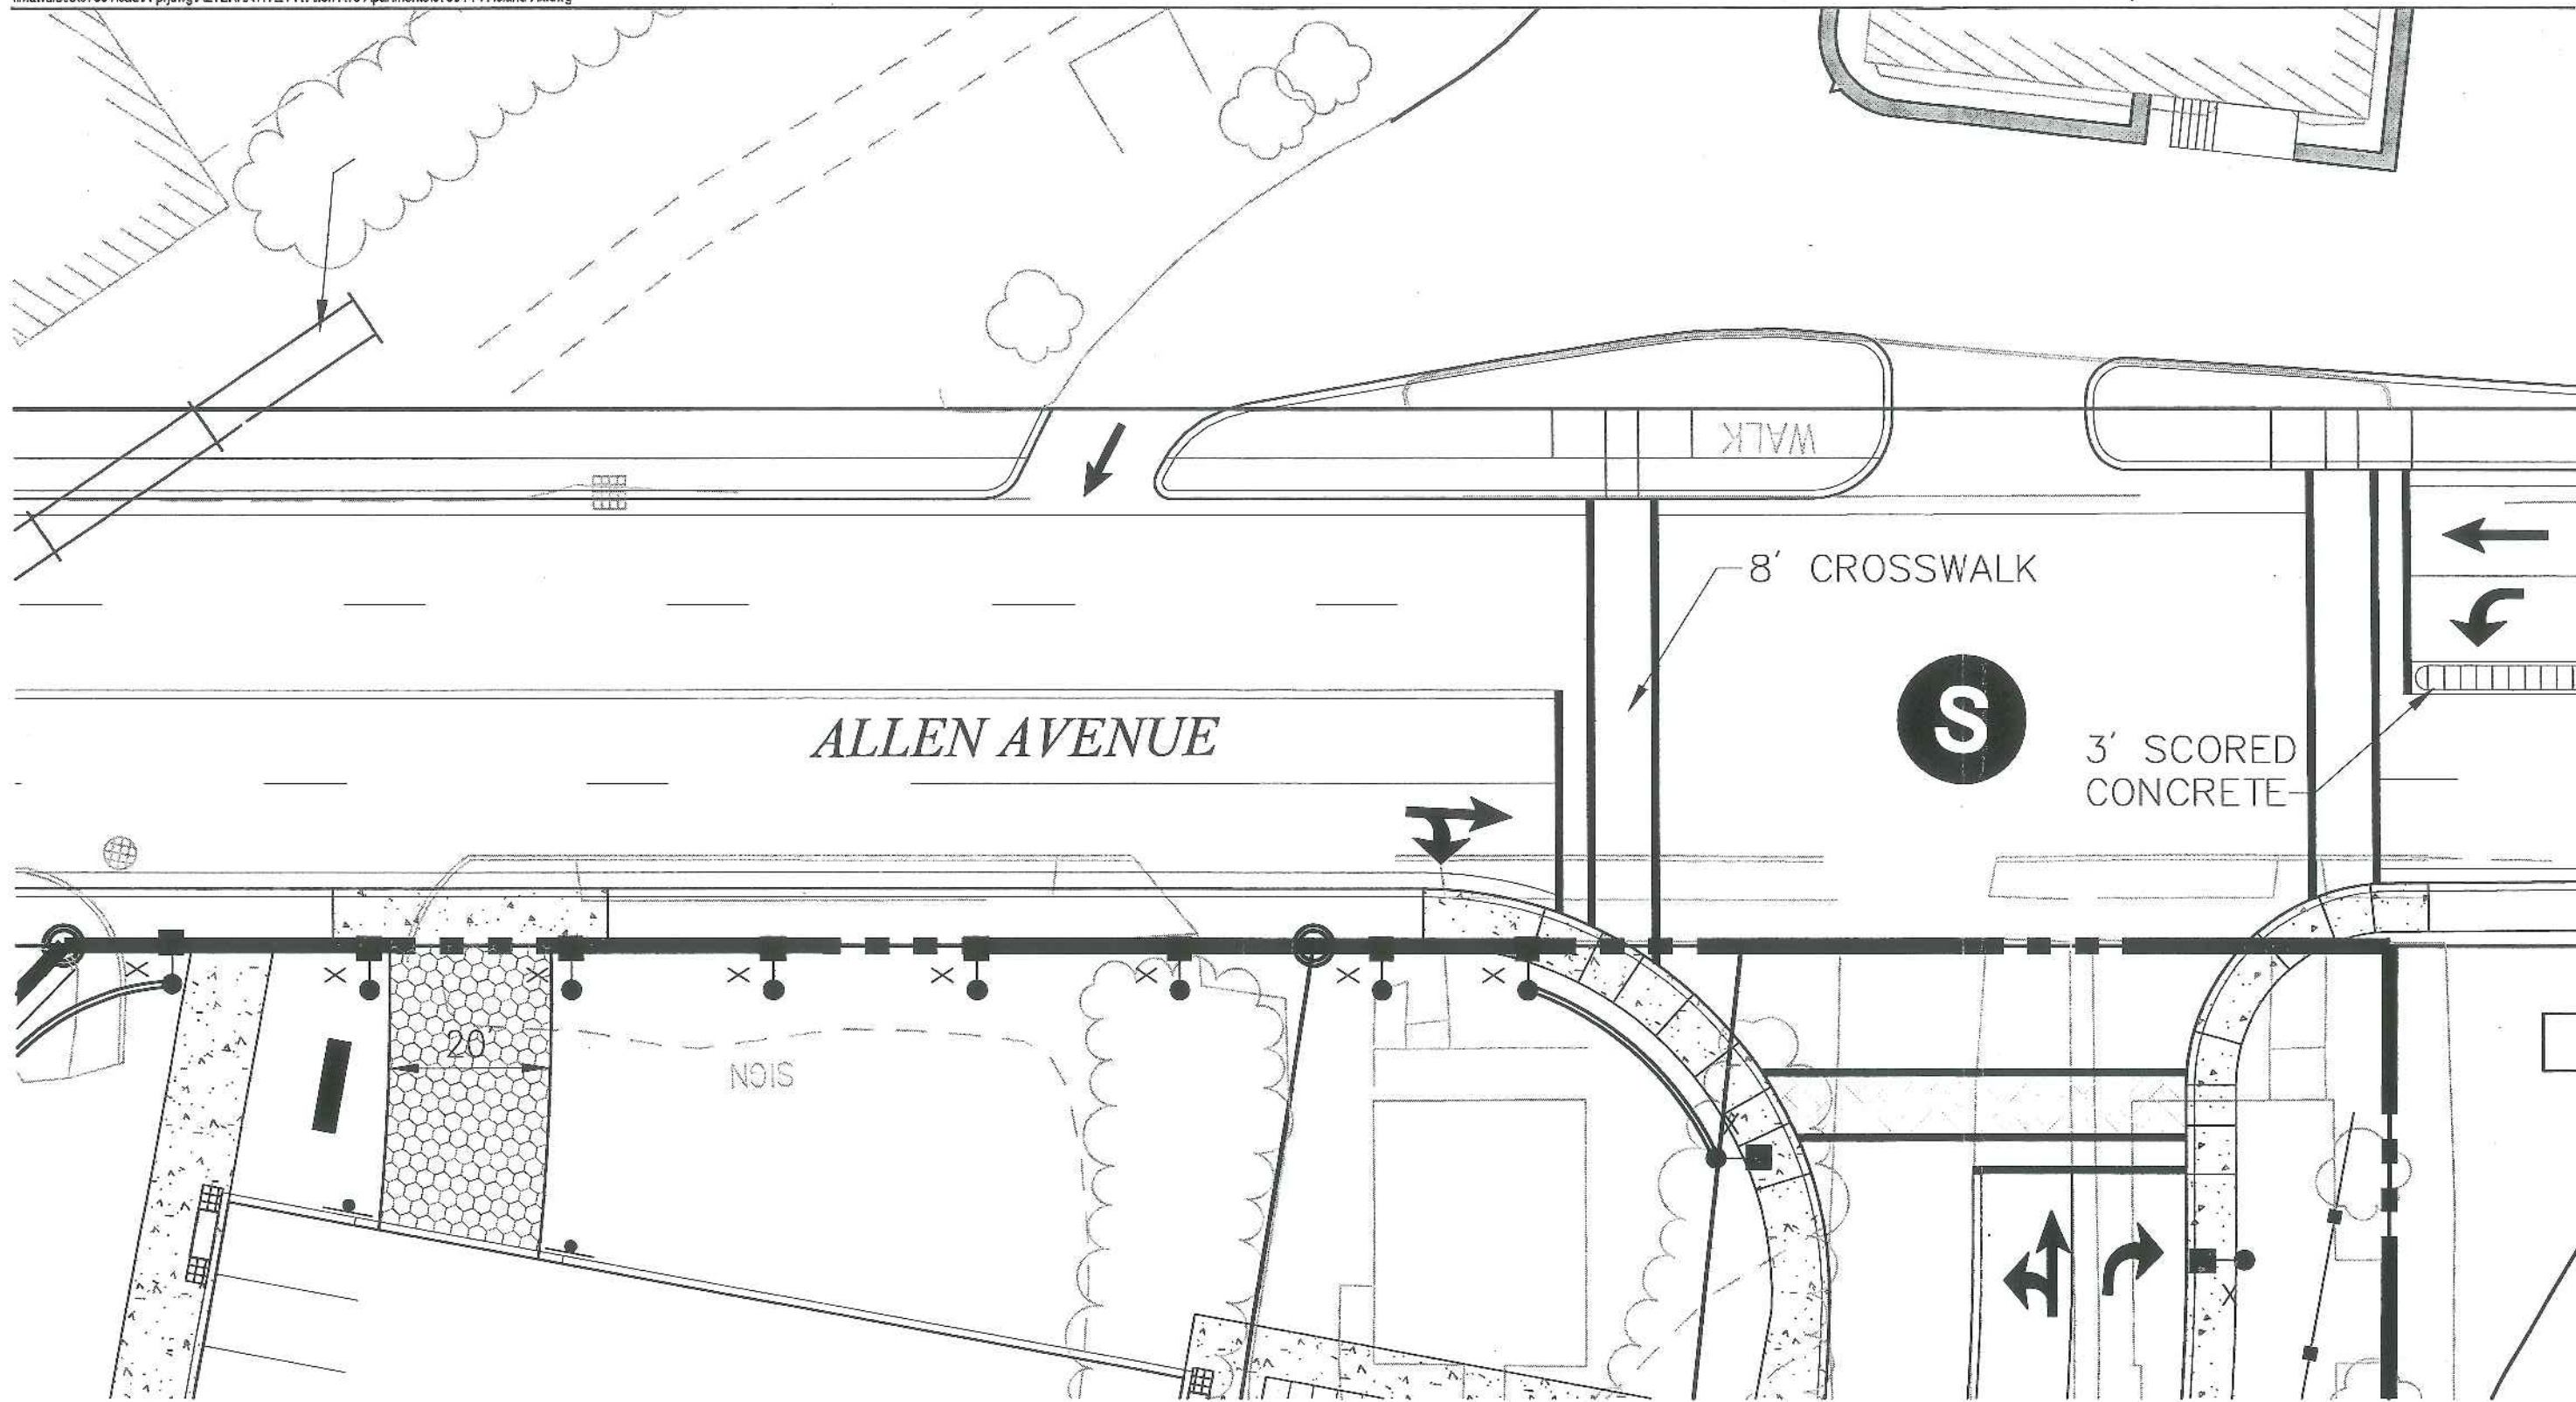 WALK
8' CROSSWALK
S
ALLEN AVENUE
3' SCORED
CONCRETE
20'
SIGN